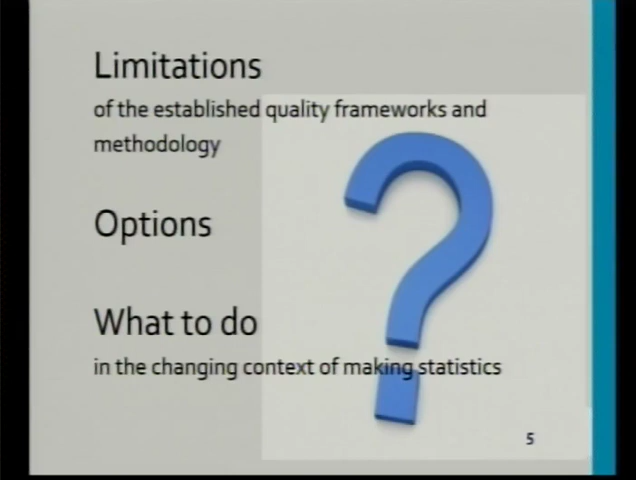 Limitations
of the established quality frameworks and
methodology
Options
What to do
in the changing context of making statistics
5